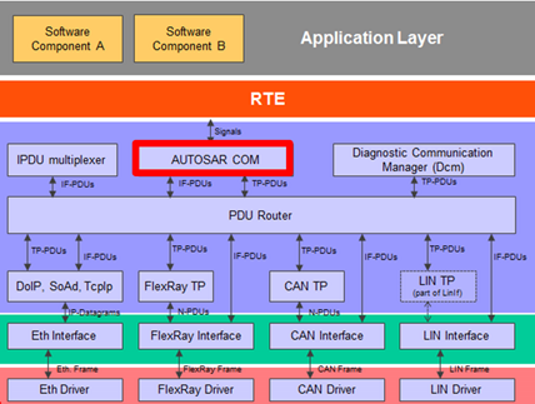 Software
Component A
Software
Component B
Application Layer
RTE
Signals
IPDU multiplexer
AUTOSAR COM
Diagnostic Communication
Manager (Dcm)
IF-PDUs
IF-PDUs
TP-PDUs
TP-PDUs
PDU Router
TP-PDUs
IF-PDUs
TP-PDUs
IF-PDUs
TP-PDUs
IF-PDUs
TP-PDUs
IF-PDUs
DoIP, SoAd, TcpIp
FlexRay TP
CAN TP
LIN TP
(part of LinIf)
IP-Datagrams
N-PDUs
N-PDUs
Eth Interface
FlexRay Interface
CAN Interface
LIN Interface
Eth. Frame
FlexRay Frame
CAN Frame
LIN Frame
Eth Driver
FlexRay Driver
CAN Driver
LIN Driver